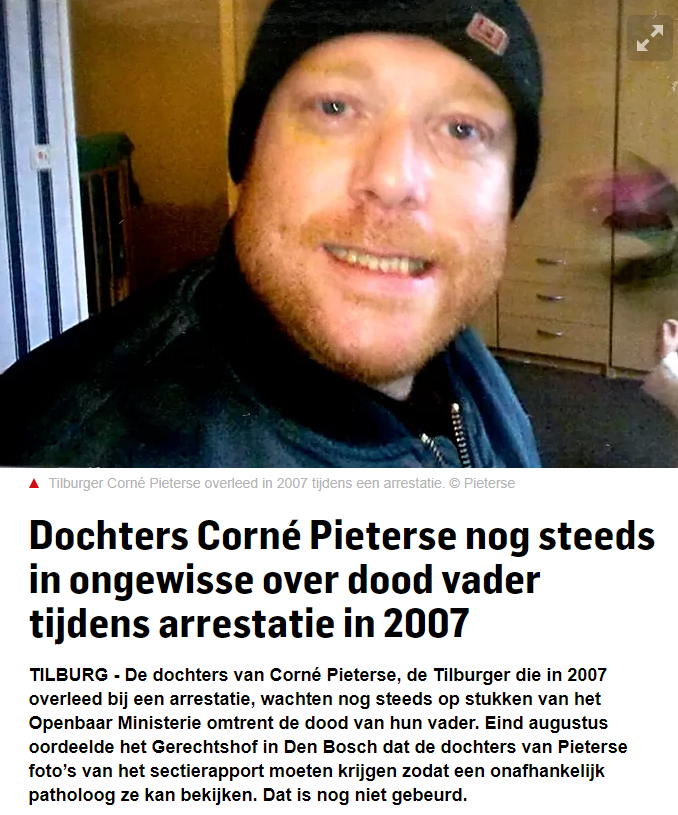 Tilburger Corné Pieterse overleed in 2007 tijdens een arrestatie. © Pieterse
Dochters Corné Pieterse nog steeds
in ongewisse over dood vader
tijdens arrestatie in 2007
TILBURG - De dochters van Corné Pieterse, de Tilburger die in 2007
overleed bij een arrestatie, wachten nog steeds op stukken van het
Openbaar Ministerie omtrent de dood van hun vader. Eind augustus
oordeelde het Gerechtshof in Den Bosch dat de dochters van Pieterse
foto’s van het sectierapport moeten krijgen zodat een onafhankelijk
patholoog ze kan bekijken. Dat is nog niet gebeurd.